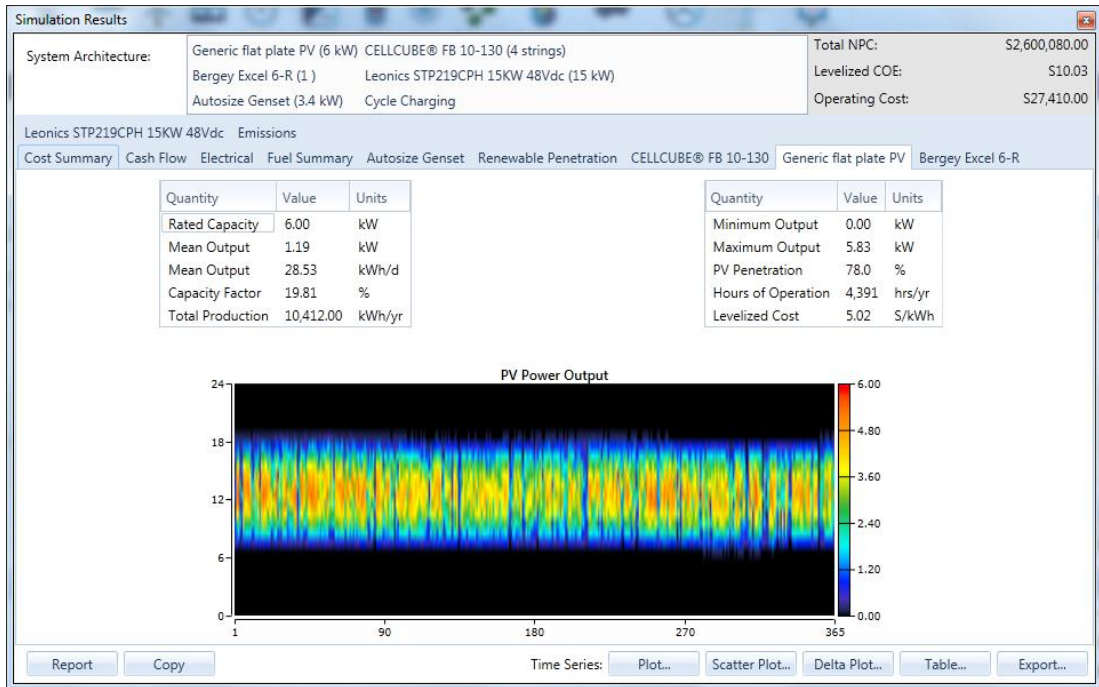 Simulation Results
System Architecture:
Generic flat plate PV (6 kW) CELLCUBE® FB 10-130 (4 strings)
Bergey Excel 6-R (1 ) Leonics STP219CPH 15KW 48Vdc (15 kW)
Autosize Genset (3.4 kW) Cycle Charging
Total NPC: S2,600,080.00
Levelized COE: S10.03
Operating Cost: S27,410.00
Leonics STP219CPH 15KW 48Vdc Emissions
Cost Summary Cash Flow Electrical Fuel Summary Autosize Genset Renewable Penetration CELLCUBE® FB 10-130 Generic flat plate PV Bergey Excel 6-R
Quantity Value Units
Rated Capacity 6.00 kW
Mean Output 1.19 kW
Mean Output 28.53 kWh/d
Capacity Factor 19.81 %
Total Production 10,412.00 kWh/yr
Quantity Value Units
Minimum Output 0.00 kW
Maximum Output 5.83 kW
PV Penetration 78.0 %
Hours of Operation 4,391 hrs/yr
Levelized Cost 5.02 S/kWh
PV Power Output
24
18
12
6
0
1 90 180 270 365
6.00
4.80
3.60
2.40
1.20
0.00
Report Copy Time Series: Plot... Scatter Plot... Delta Plot... Table... Export...